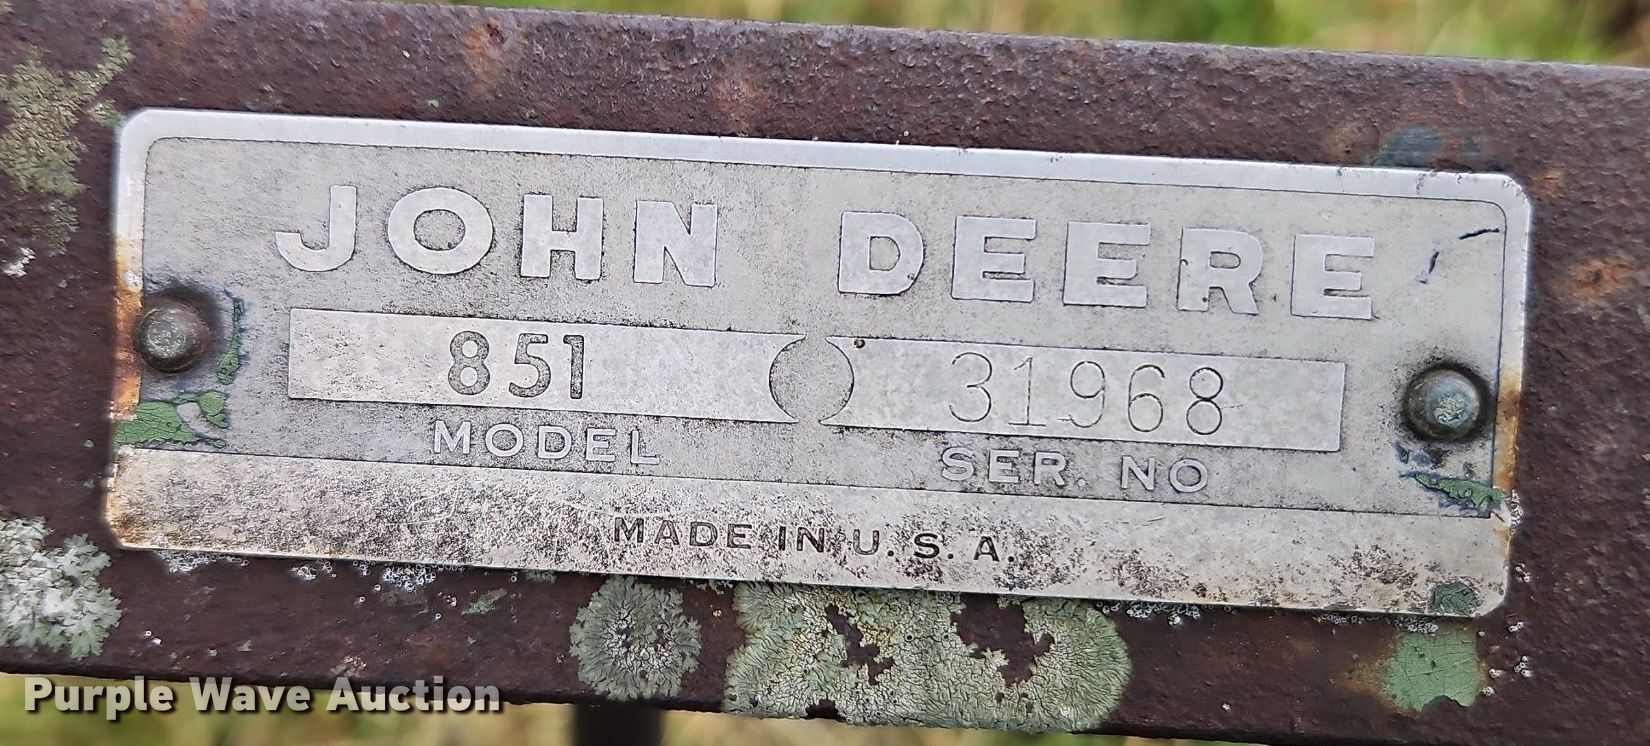 JOHN DEERE
851 31968
MODEL SER. NO
MADE IN U. S. A.
Purple Wave Auction